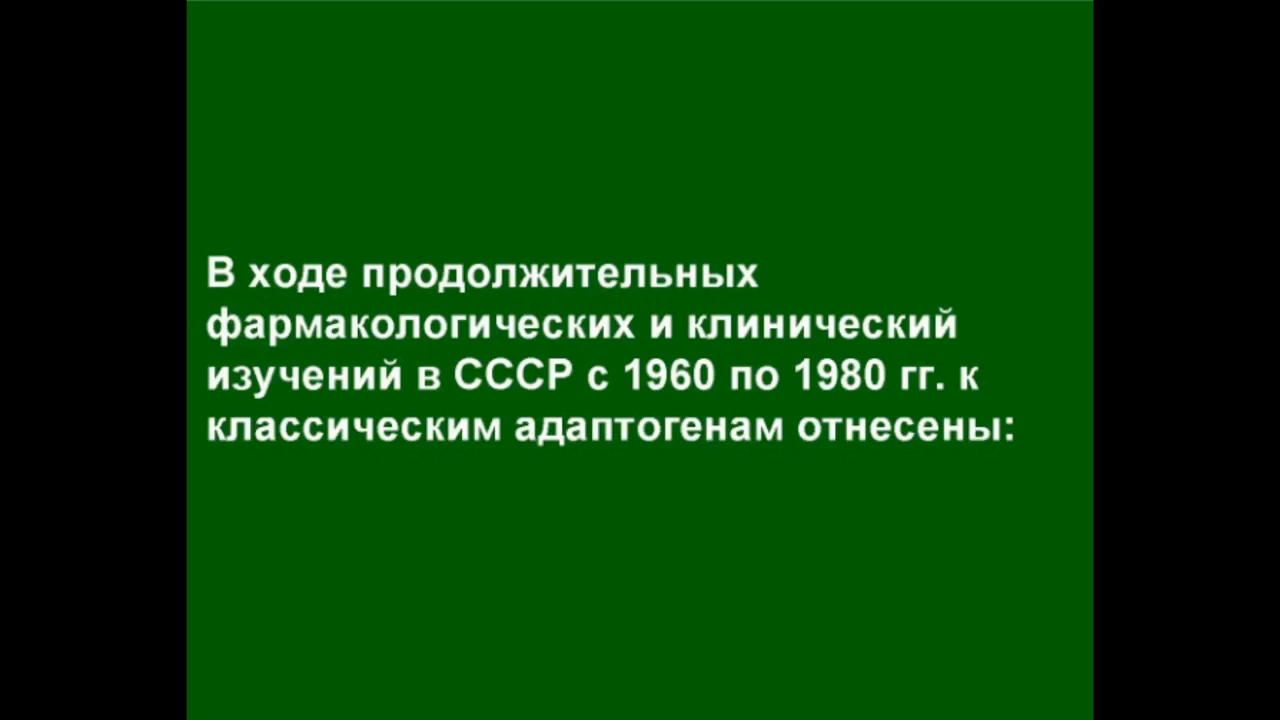 В ходе продолжительных
фармакологических и клинический
изучений в СССР с 1960 по 1980 гг. к
классическим адаптогенам отнесены: